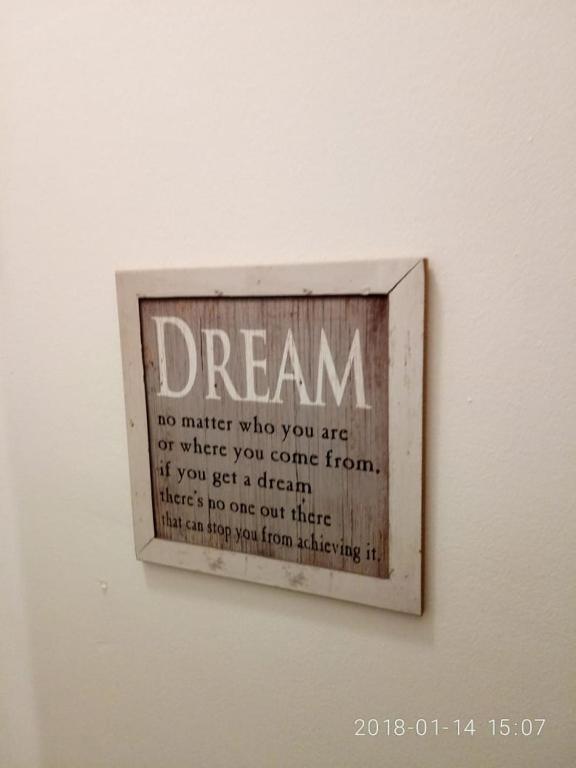 DREAM
no matter who you are
or where you come from,
if you get a dream
there's no one out there
that can stop you from achieving it.
2018-01-14 15:07